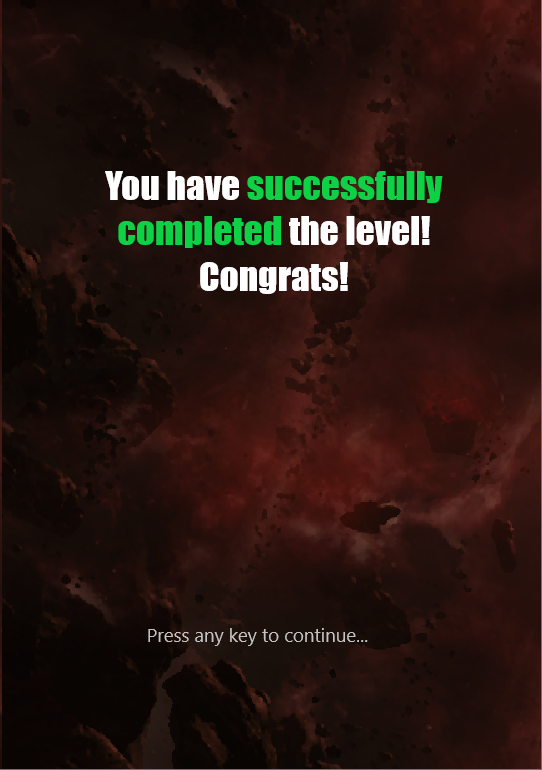 You have successfully
completed the level!
Congrats!
Press any key to continue...